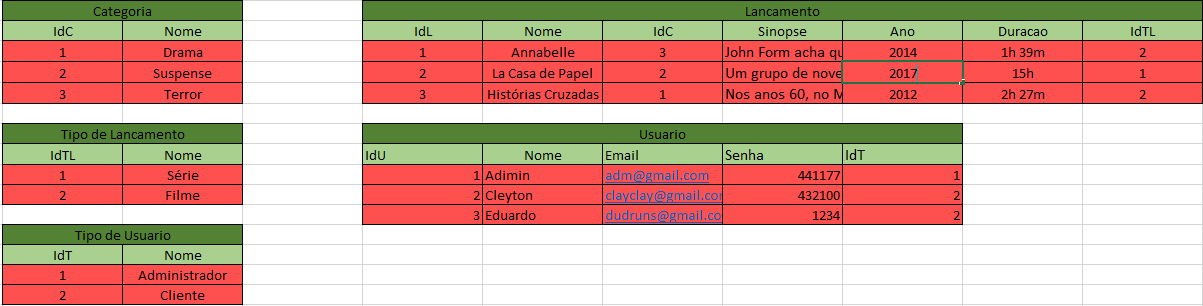 Categoria
IdC Nome
1 Drama
2 Suspense
3 Terror
Lancamento
IdL Nome IdC Sinopse Ano Duracao IdTL
1 Annabelle 3 John Form acha qu 2014 1h 39m 2
2 La Casa de Papel 2 Um grupo de nove 2017 15h 1
3 Histórias Cruzadas 1 Nos anos 60, no M 2012 2h 27m 2
Tipo de Lancamento
IdTL Nome
1 Série
2 Filme
Usuario
IdU Nome Email Senha IdT
1 Adimin adm@gmail.com 441177 1
2 Cleyton clayclay@gmail.com 432100 2
3 Eduardo dudruns@gmail.co 1234 2
Tipo de Usuario
IdT Nome
1 Administrador
2 Cliente